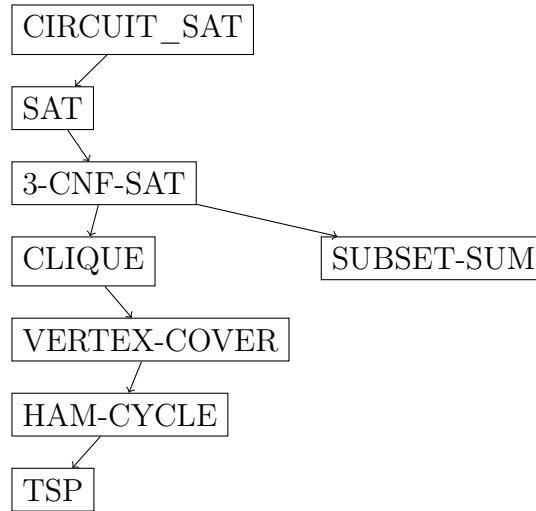 CIRCUIT_SAT
SAT
3-CNF-SAT
CLIQUE
SUBSET-SUM
VERTEX-COVER
HAM-CYCLE
TSP